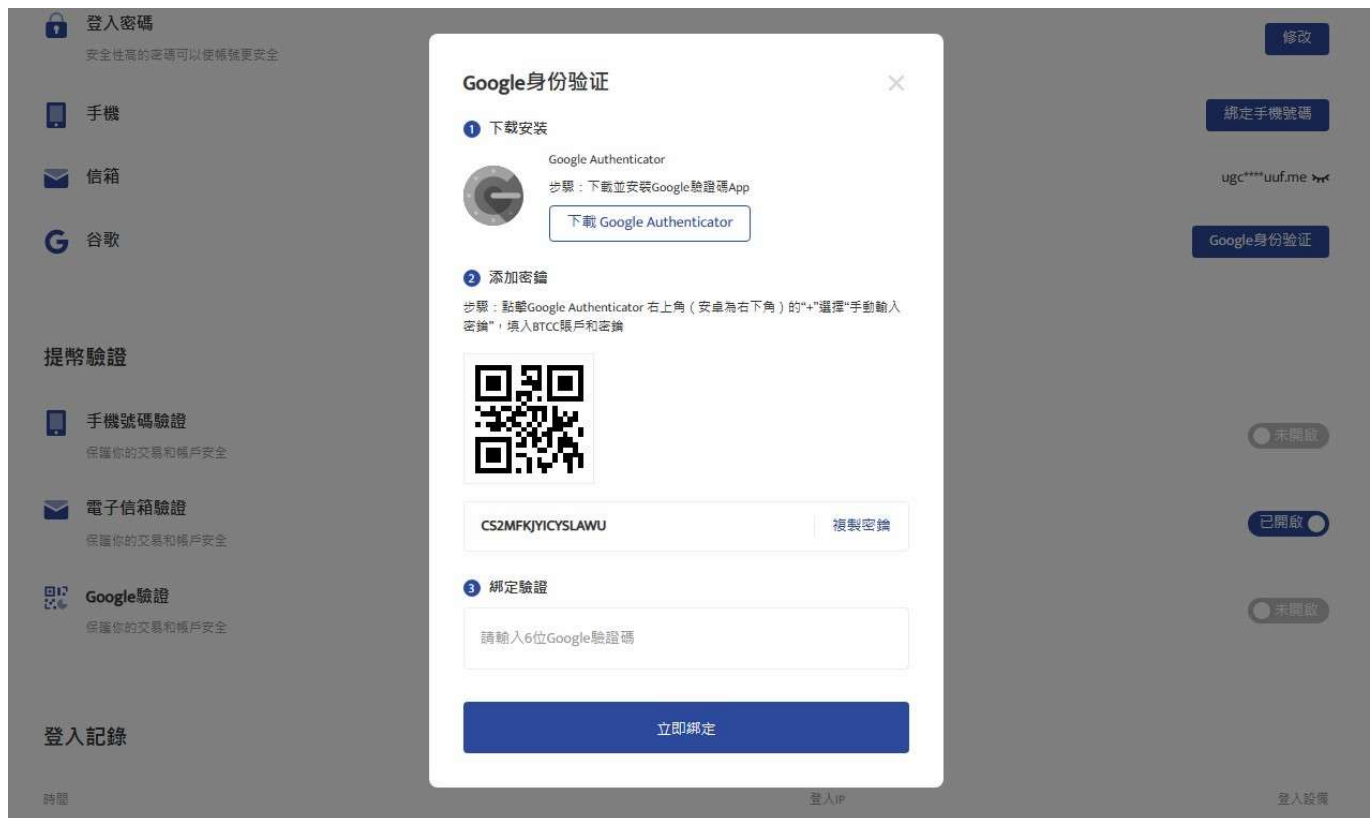 登入密碼
安全性高的密碼可以使帳號更安全
修改
手機
綁定手機號碼
信箱
ugc****uuf.me
谷歌
Google身份验证
提幣驗證
手機號碼驗證
保護你的交易和帳戶安全
未開啟
電子信箱驗證
保護你的交易和帳戶安全
已開啟
Google驗證
保護你的交易和帳戶安全
未開啟
登入記錄
時間
登入IP
登入設備
Google身份验证
1 下载安装
Google Authenticator
步驟：下載並安裝Google驗證碼App
下載 Google Authenticator
2 添加密鑰
步驟：點擊Google Authenticator 右上角（安卓為右下角）的“+”選擇“手動輸入
密鑰”，填入BTCC賬戶和密鑰
CS2MFKJYICYSLAWU
複製密鑰
3 綁定驗證
請輸入6位Google驗證碼
立即綁定